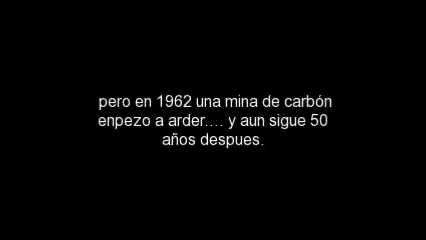 pero en 1962 una mina de carbón
enpezo a arder.... y aun sigue 50
años despues.